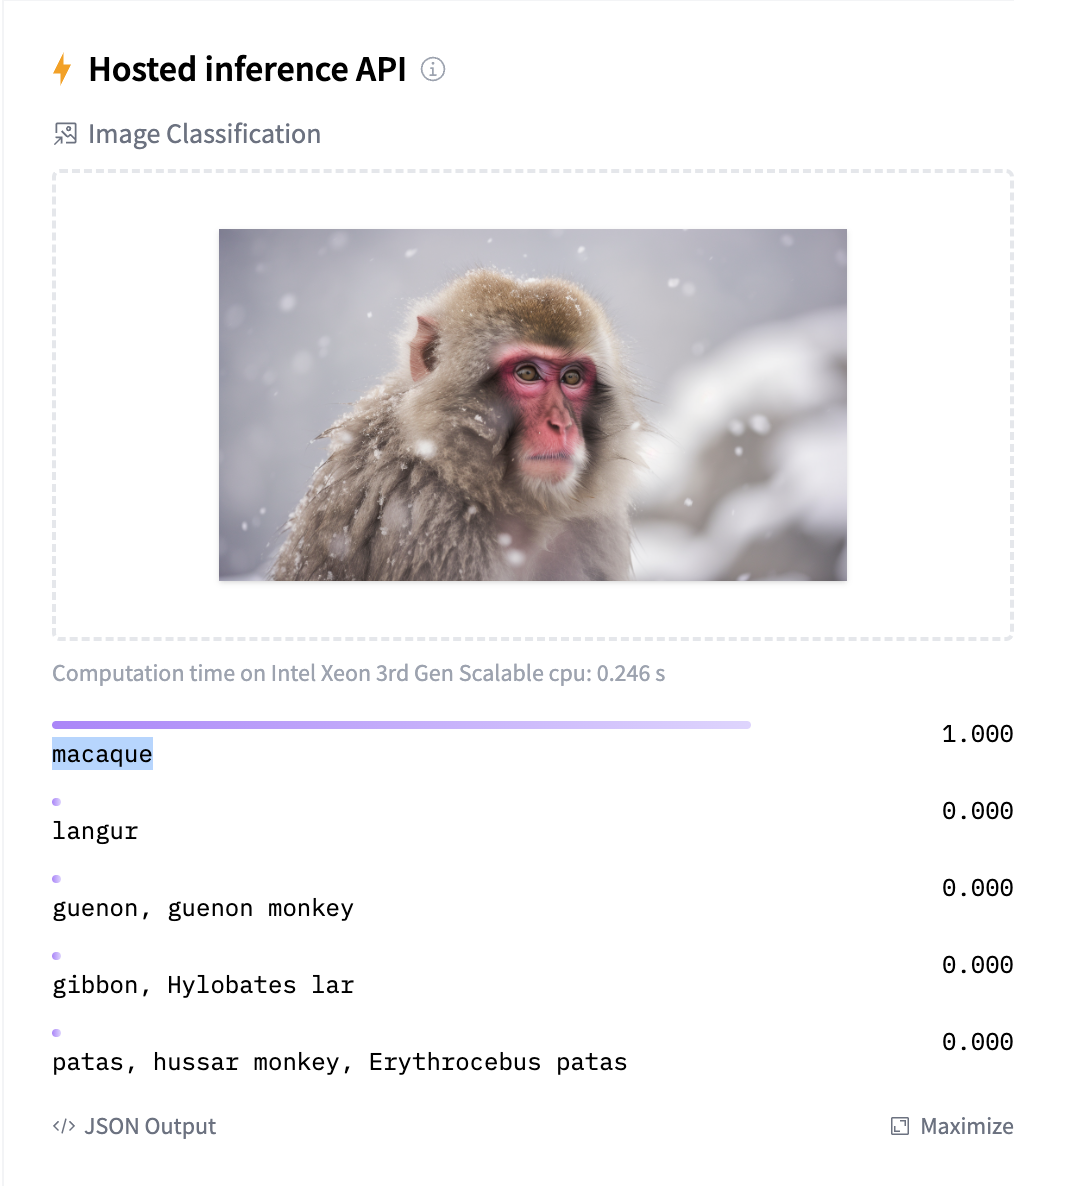 Hosted inference API
Image Classification
Computation time on Intel Xeon 3rd Gen Scalable cpu: 0.246 s
macaque 1.000
langur 0.000
guenon, guenon monkey 0.000
gibbon, Hylobates lar 0.000
patas, hussar monkey, Erythrocebus patas 0.000
</> JSON Output Maximize